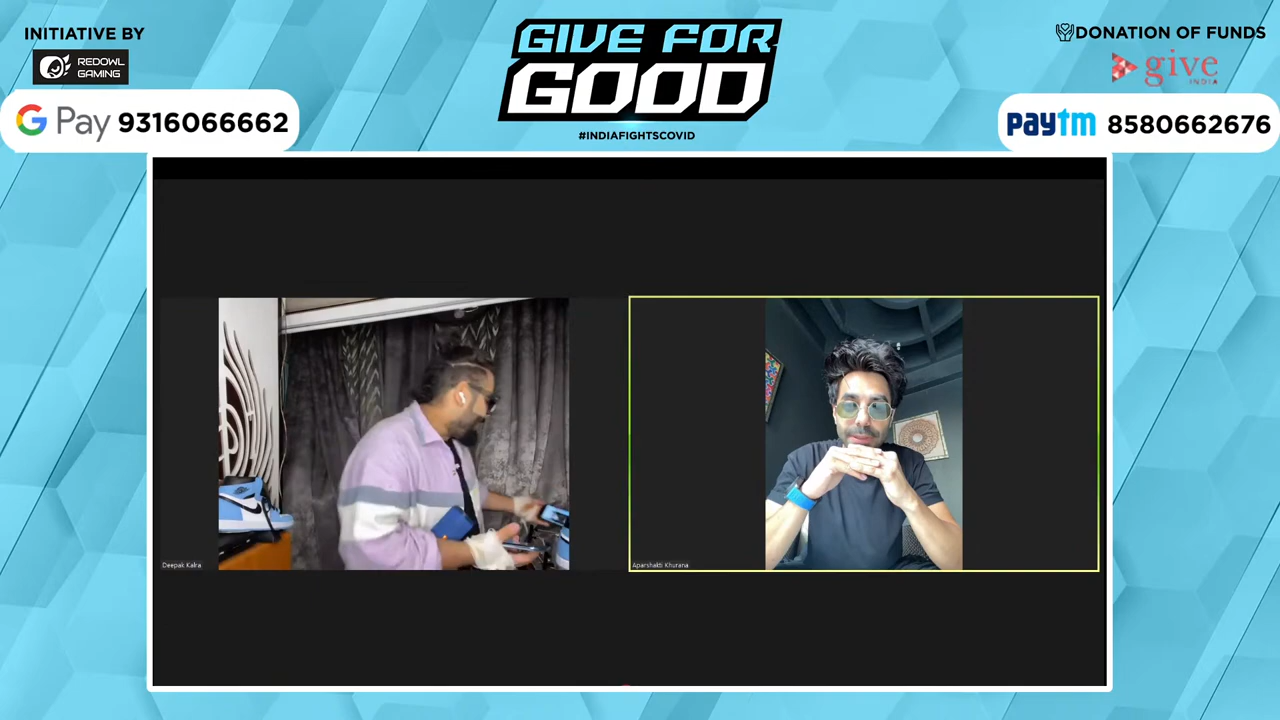 INITIATIVE BY
REDOWL
GAMING
G Pay 9316066662
GIVE FOR
GOOD
#INDIAFIGHTSCOVID
DONATION OF FUNDS
give
INDIA
paytm 8580662676
Deepak Kalra
Aparshakti Khurana